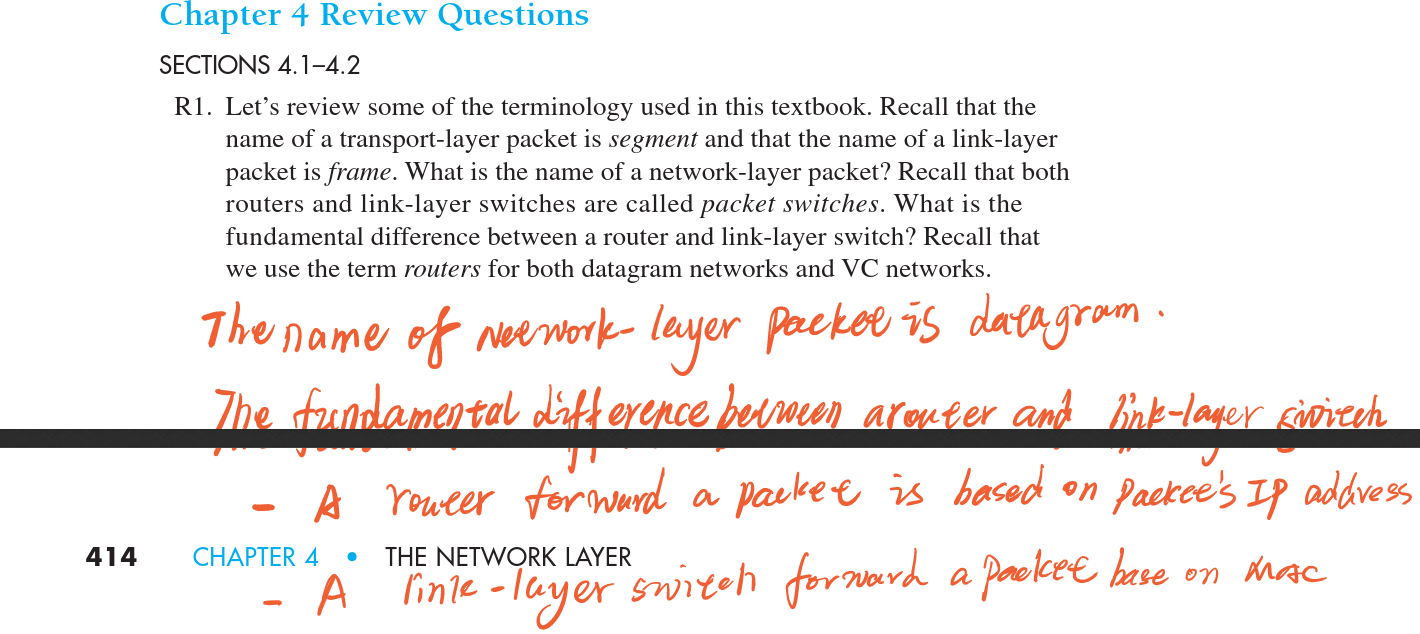 Chapter 4 Review Questions
SECTIONS 4.1–4.2
R1. Let's review some of the terminology used in this textbook. Recall that the
name of a transport-layer packet is segment and that the name of a link-layer
packet is frame. What is the name of a network-layer packet? Recall that both
routers and link-layer switches are called packet switches. What is the
fundamental difference between a router and link-layer switch? Recall that
we use the term routers for both datagram networks and VC networks.
The name of network-layer packet is datagram.
The fundamental difference between a router and link-layer switch
- A router forward a packet is based on packet's IP address
414 CHAPTER 4 • THE NETWORK LAYER
- A link-layer switch forward a packet base on mac